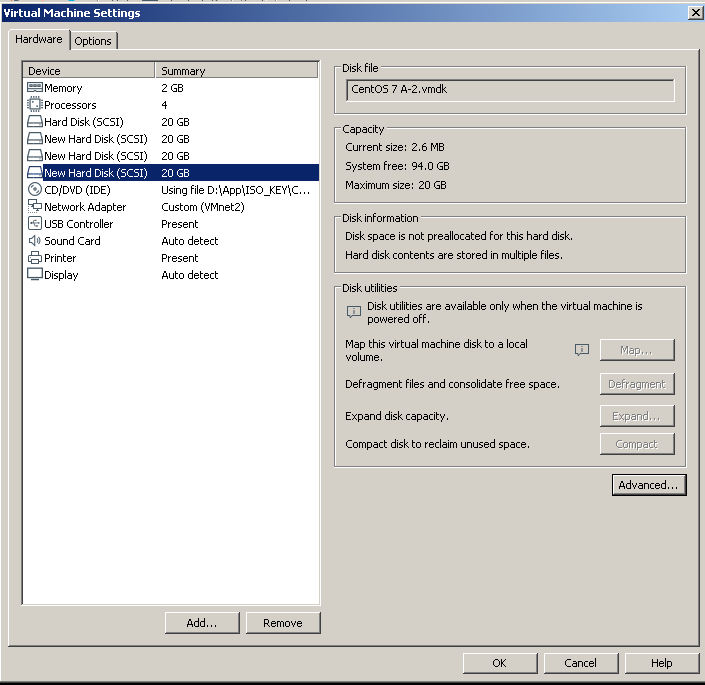 Virtual Machine Settings
Hardware Options
Device Summary
Memory 2 GB
Processors 4
Hard Disk (SCSI) 20 GB
New Hard Disk (SCSI) 20 GB
New Hard Disk (SCSI) 20 GB
New Hard Disk (SCSI) 20 GB
CD/DVD (IDE) Using file D:\App\ISO_KEY\C...
Network Adapter Custom (VMnet2)
USB Controller Present
Sound Card Auto detect
Printer Present
Display Auto detect
Add... Remove
Disk file
CentOS 7 A-2.vmdk
Capacity
Current size: 2.6 MB
System free: 94.0 GB
Maximum size: 20 GB
Disk information
Disk space is not preallocated for this hard disk.
Hard disk contents are stored in multiple files.
Disk utilities
Disk utilities are available only when the virtual machine is
powered off.
Map this virtual machine disk to a local
volume.
Map...
Defragment files and consolidate free space. Defragment
Expand disk capacity. Expand...
Compact disk to reclaim unused space. Compact
Advanced...
OK Cancel Help